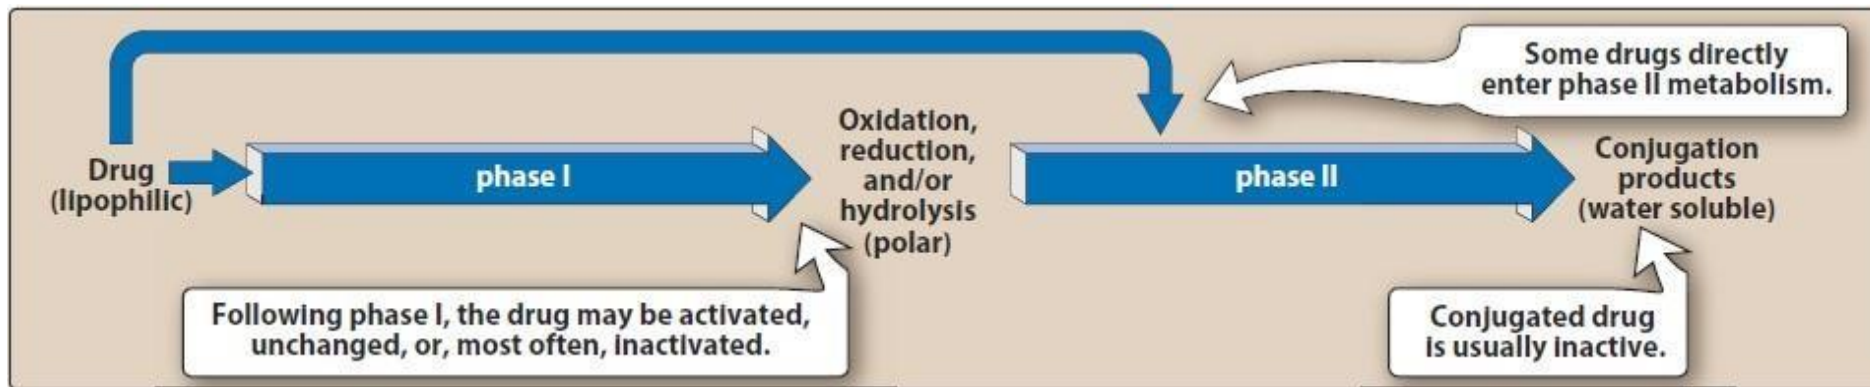 Some drugs directly
enter phase II metabolism.
Drug
(lipophilic)
phase I
Oxidation,
reduction,
and/or
hydrolysis
(polar)
phase II
Conjugation
products
(water soluble)
Following phase I, the drug may be activated,
unchanged, or, most often, inactivated.
Conjugated drug
is usually inactive.